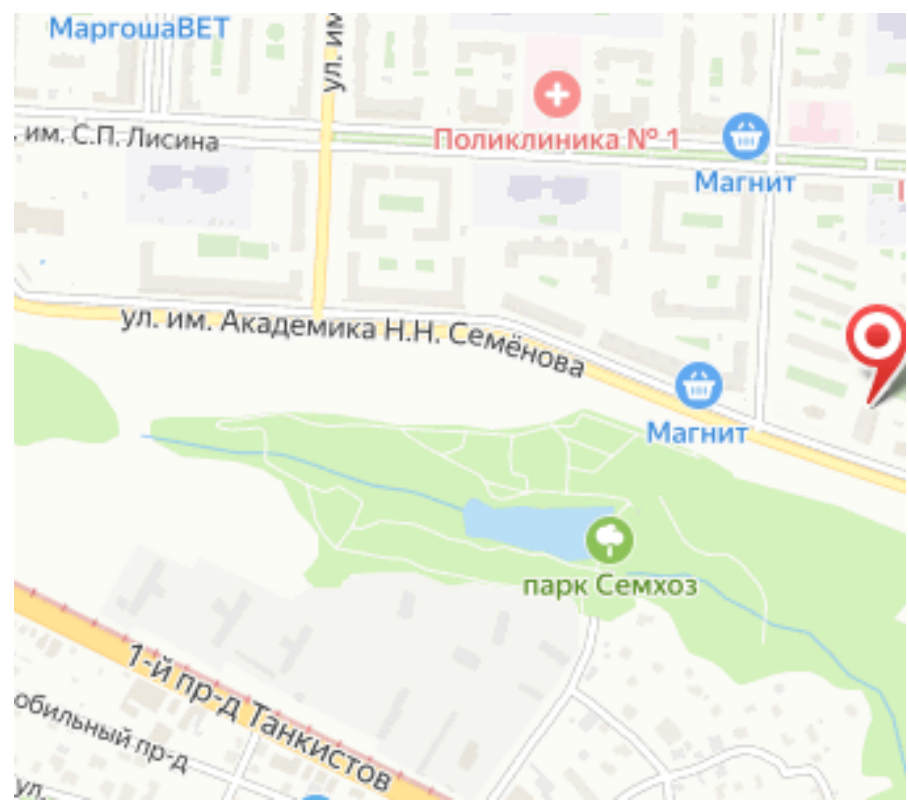 МаргошаВЕТ
ул. им
. им. С.П. Лисина
Поликлиника № 1
Магнит
ул. им. Академика Н.Н. Семёнова
Магнит
парк Семхоз
1-й пр-д Танкистов
обильный пр-д
ул.